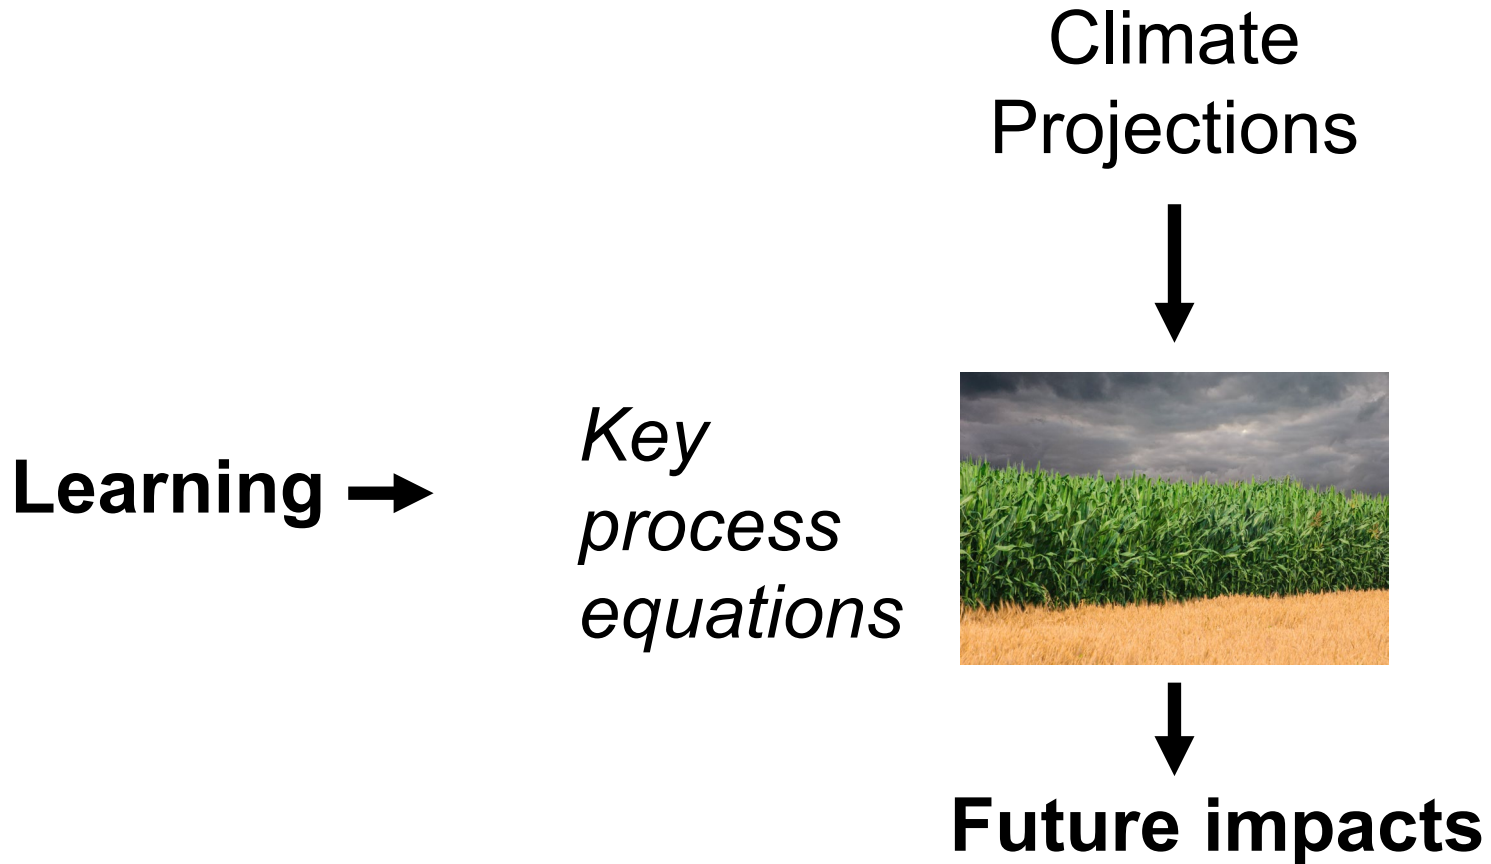 Climate
Projections
Key
process
equations
Learning
Future impacts